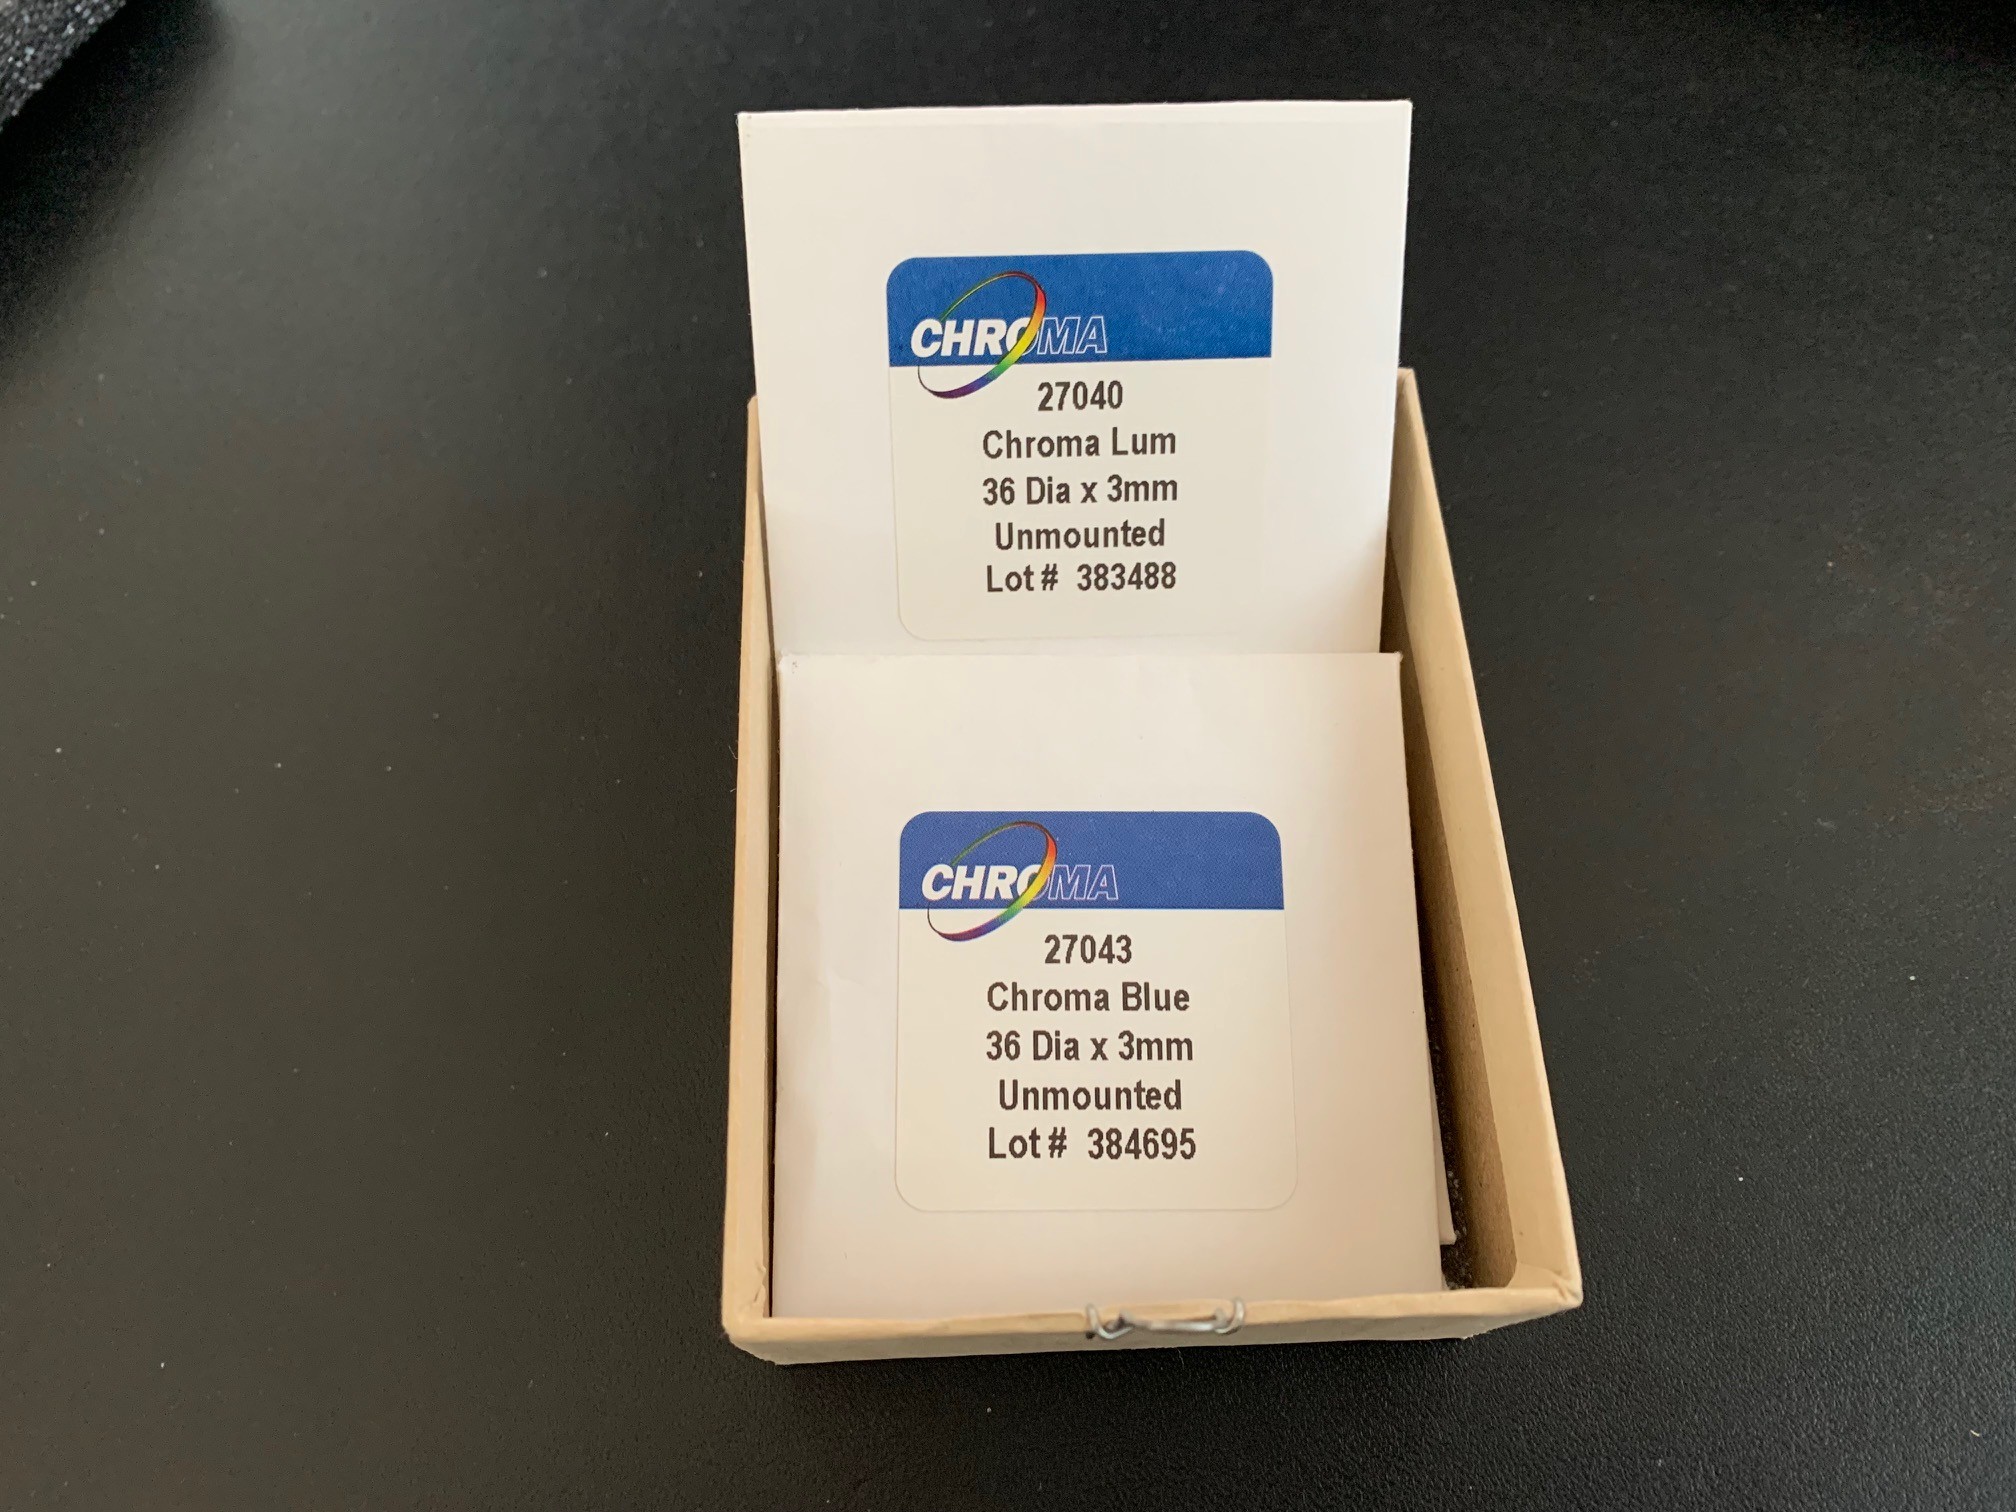 CHROMA
27040
Chroma Lum
36 Dia x 3mm
Unmounted
Lot # 383488
CHROMA
27043
Chroma Blue
36 Dia x 3mm
Unmounted
Lot # 384695